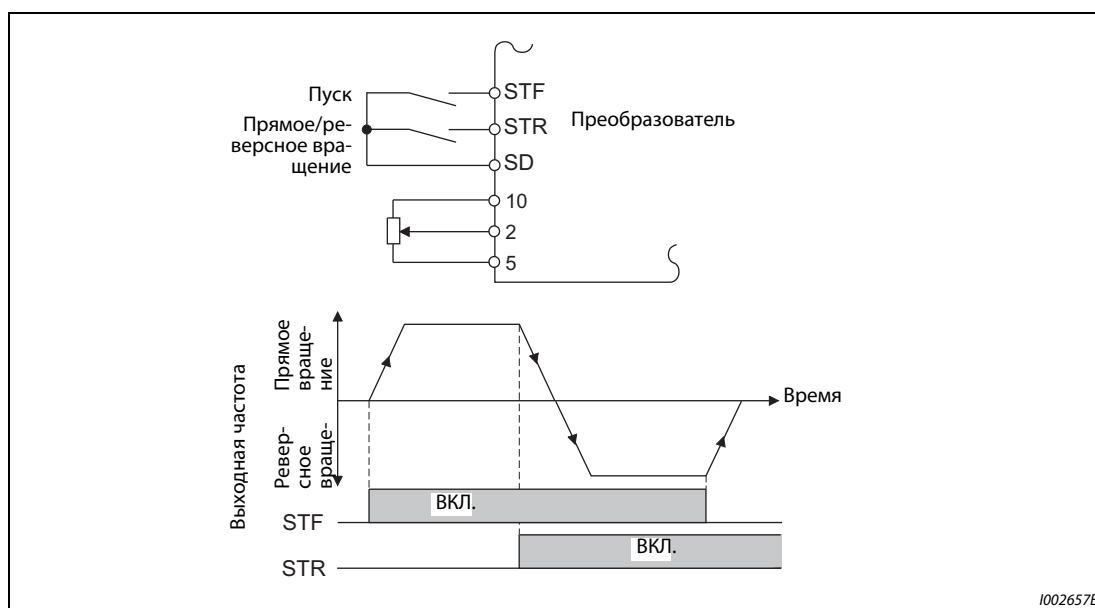 Пуск
Прямое/ре-
версное вра-
щение
STF
STR
SD
10
2
5
Преобразователь
Выходная частота
Прямое
враще-
ние
Ревер-
сное
враще-
Время
ВКЛ.
STF
ВКЛ.
STR
I002657E